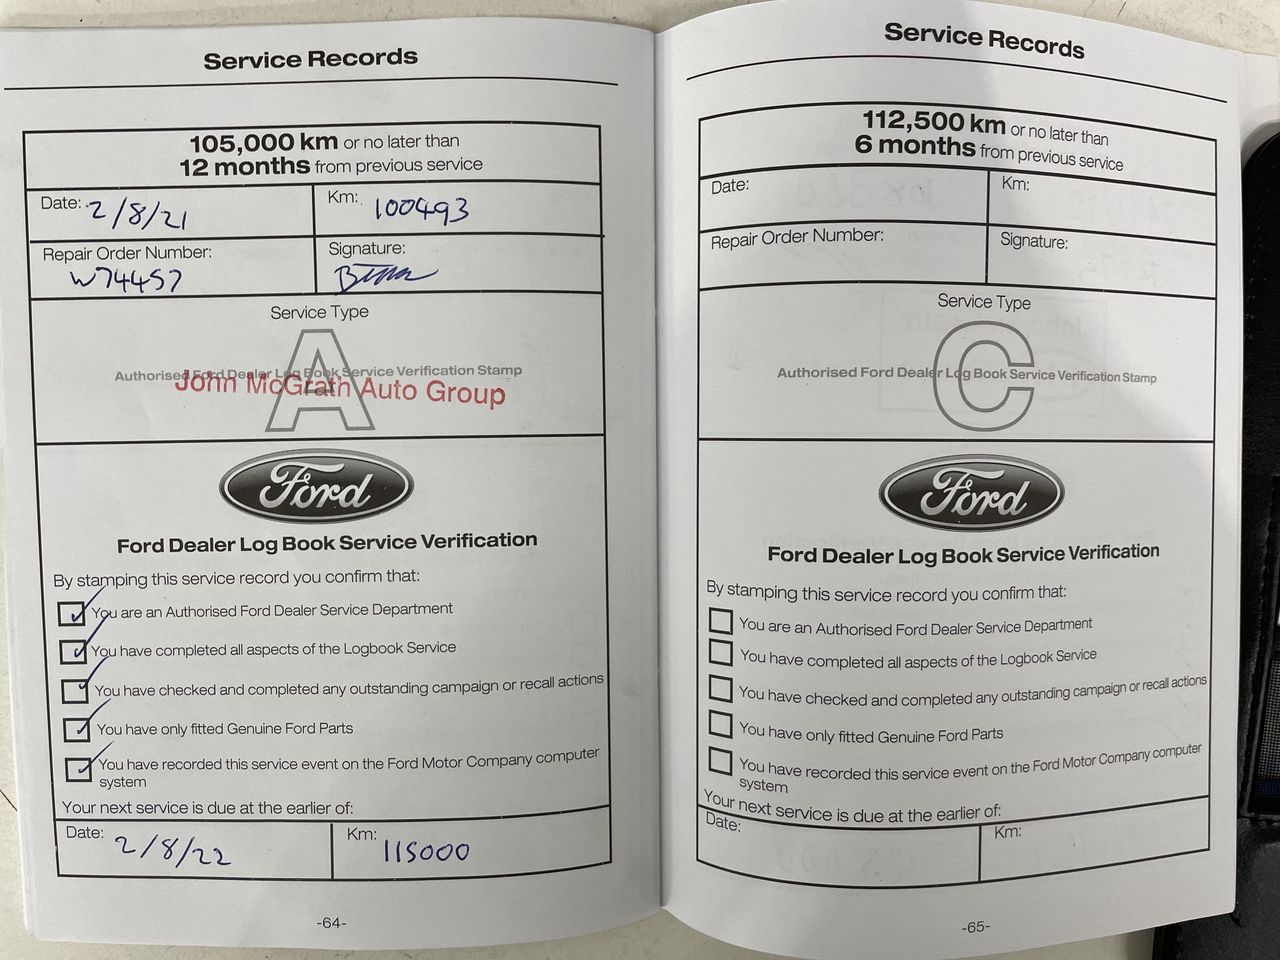 Service Records
105,000 km or no later than
12 months from previous service
Date: 2/8/21
Km: 100493
Repair Order Number:
W74457
Signature:
Service Type
A
Authorised Ford Dealer Log Book Service Verification Stamp
John McGrath Auto Group
Ford
Ford Dealer Log Book Service Verification
By stamping this service record you confirm that:
You are an Authorised Ford Dealer Service Department
You have completed all aspects of the Logbook Service
You have checked and completed any outstanding campaign or recall actions
You have only fitted Genuine Ford Parts
You have recorded this service event on the Ford Motor Company computer
system
Your next service is due at the earlier of:
Date: 2/8/22
Km: 115000
-64-
Service Records
112,500 km or no later than
6 months from previous service
Date:
Km:
Repair Order Number:
Signature:
Service Type
C
Authorised Ford Dealer Log Book Service Verification Stamp
Ford
Ford Dealer Log Book Service Verification
By stamping this service record you confirm that:
You are an Authorised Ford Dealer Service Department
You have completed all aspects of the Logbook Service
You have checked and completed any outstanding campaign or recall actions
You have only fitted Genuine Ford Parts
You have recorded this service event on the Ford Motor Company computer
system
Your next service is due at the earlier of:
Date:
Km:
-65-